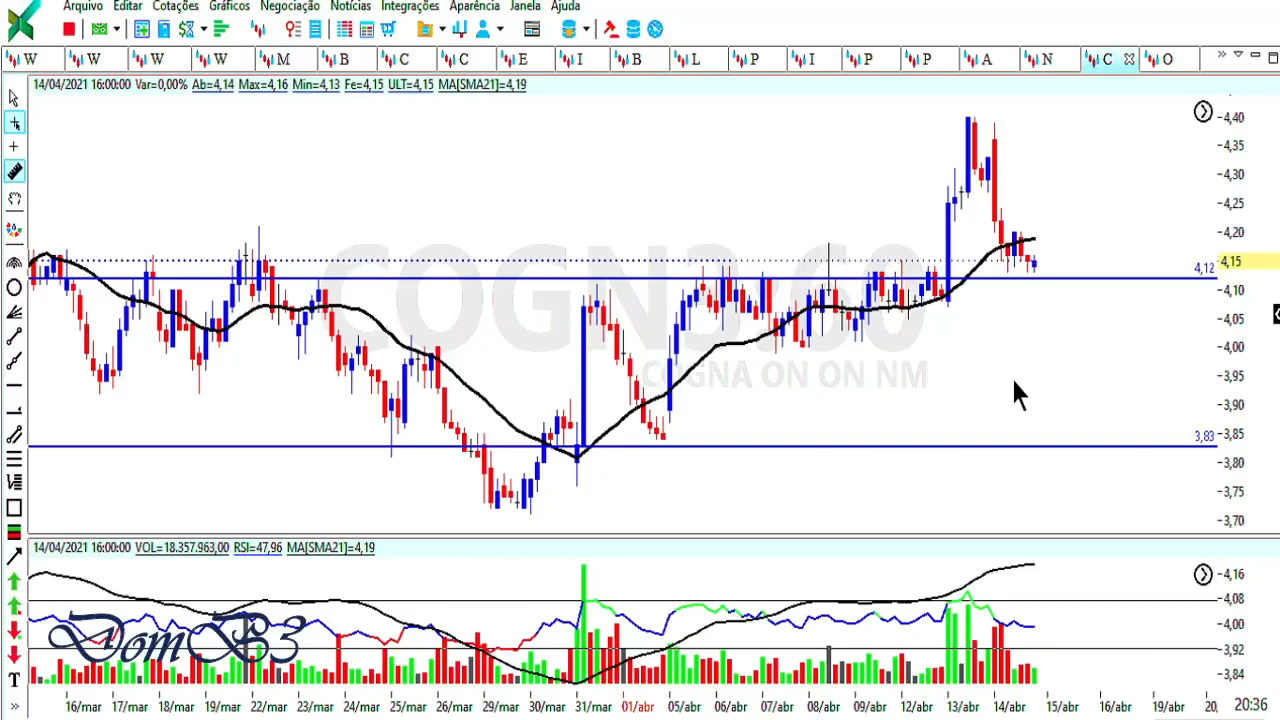 Arquivo Editar Cotações Gráficos Negociação Notícias Integrações Aparência Janela Ajuda
W W W W M B C C E I B L P I P P A N C O
14/04/2021 16:00:00 Var=0,00% Ab=4,14 Max=4,16 Min=4,13 Fe=4,15 ULT=4,15 MA[SMA21]=4,19
4,40
4,35
4,30
4,25
4,20
4,12 4,15
4,10
4,05
4,00
3,95
3,90
3,83 3,85
3,80
3,75
3,70
COGN3,60
COGNA ON ON NM
14/04/2021 16:00:00 VOL=18.357.963,00 RSI=47,96 MA[SMA21]=4,19
4,16
4,08
4,00
3,92
3,84
DomB3
T
16/mar 17/mar 18/mar 19/mar 22/mar 23/mar 24/mar 25/mar 26/mar 29/mar 30/mar 31/mar 01/abr 05/abr 06/abr 07/abr 08/abr 09/abr 12/abr 13/abr 14/abr 15/abr 16/abr 19/abr 20, 20:36